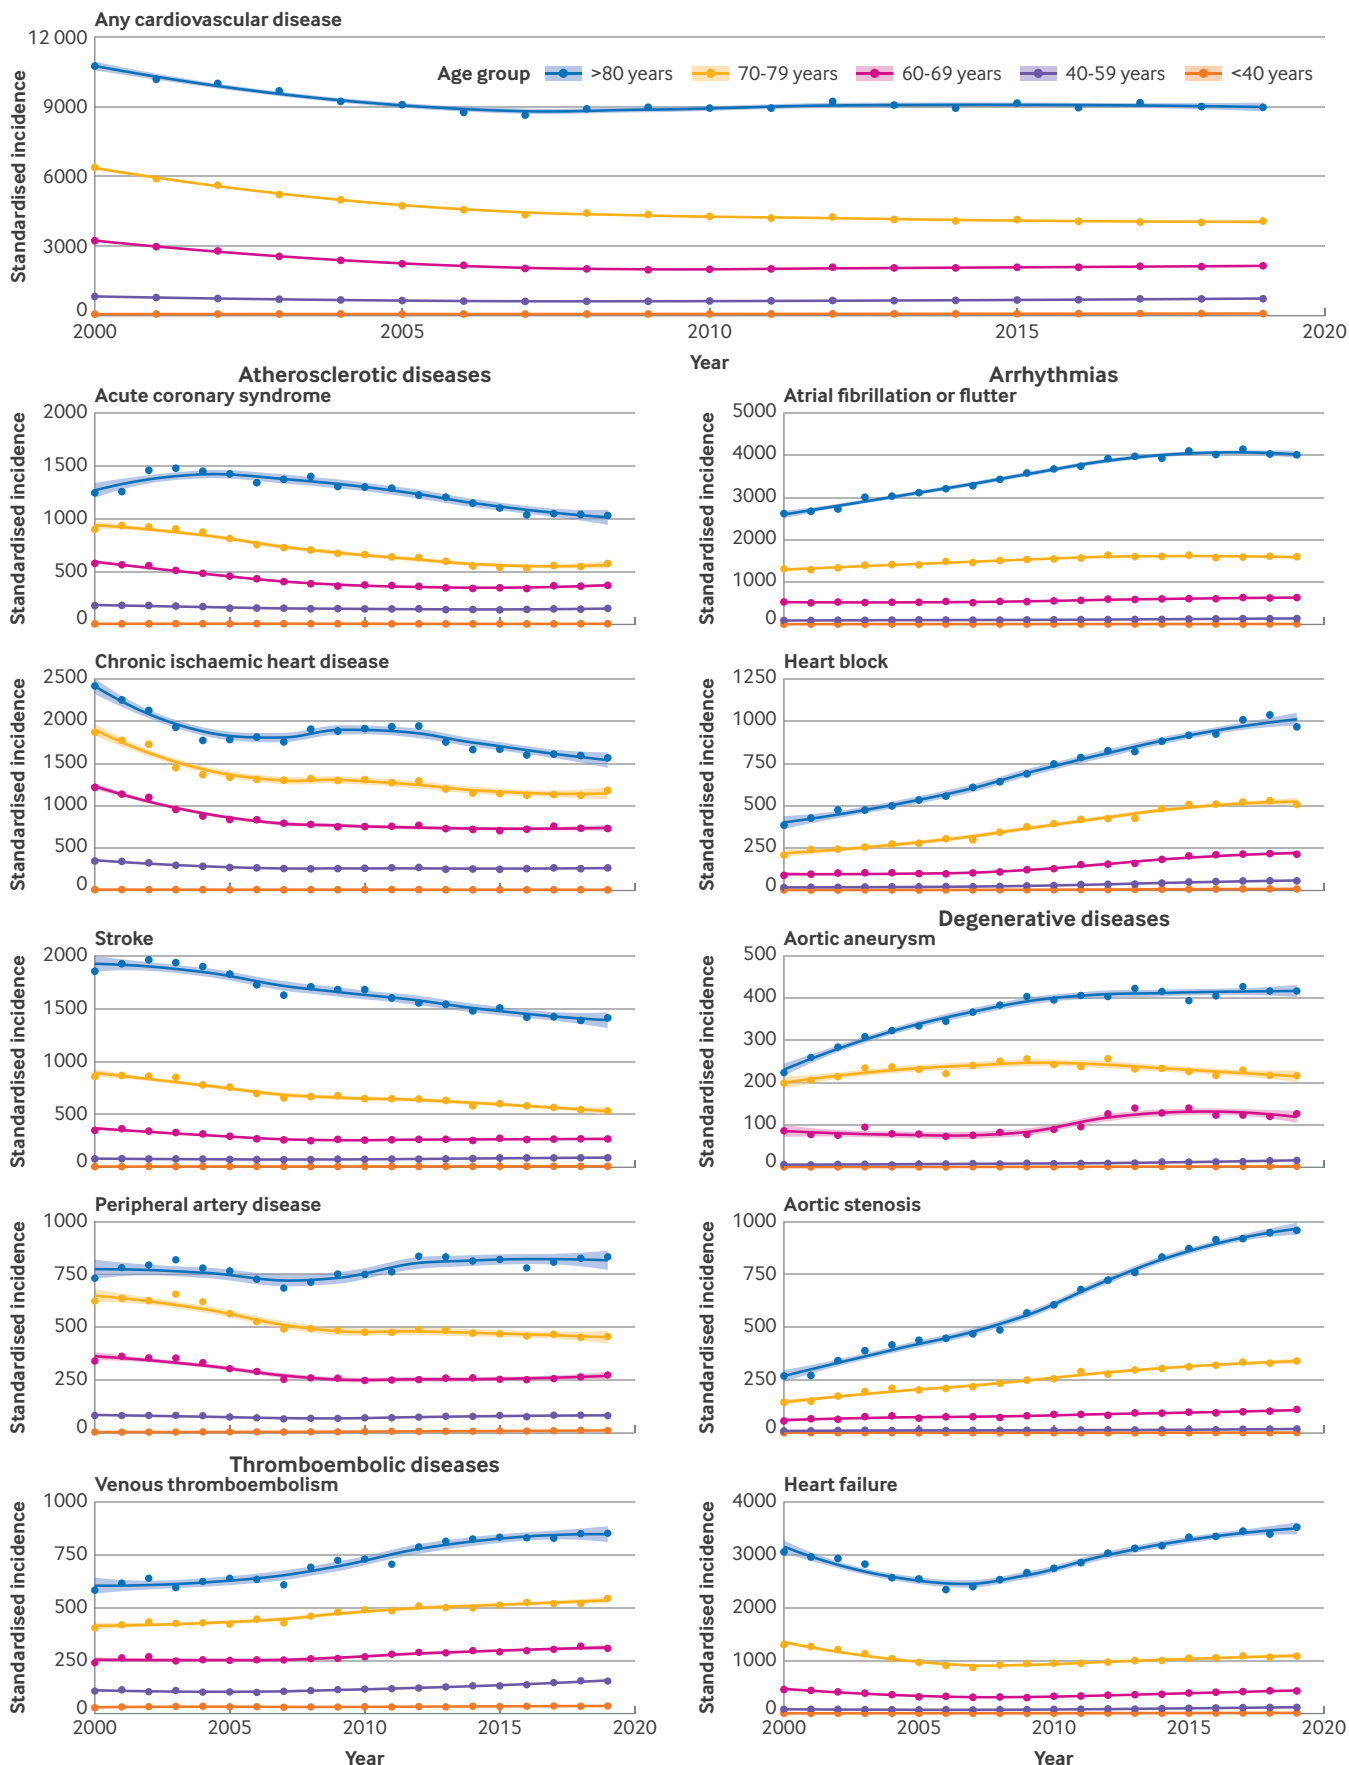 Any cardiovascular disease
Standardised incidence
12 000
9000
6000
3000
0
Age group >80 years 70-79 years 60-69 years 40-59 years <40 years
2000 2005 2010 2015 2020
Year
Atherosclerotic diseases
Acute coronary syndrome
Standardised incidence
2000
1500
1000
500
0
Arrhythmias
Atrial fibrillation or flutter
Standardised incidence
5000
4000
3000
2000
1000
0
Chronic ischaemic heart disease
Standardised incidence
2500
2000
1500
1000
500
0
Heart block
Standardised incidence
1250
1000
750
500
250
0
Stroke
Standardised incidence
2000
1500
1000
500
0
Degenerative diseases
Aortic aneurysm
Standardised incidence
500
400
300
200
100
0
Peripheral artery disease
Standardised incidence
1000
750
500
250
0
Aortic stenosis
Standardised incidence
1000
750
500
250
0
Thromboembolic diseases
Venous thromboembolism
Standardised incidence
1000
750
500
250
0
2000 2005 2010 2015 2020
Year
Heart failure
Standardised incidence
4000
3000
2000
1000
0
2000 2005 2010 2015 2020
Year